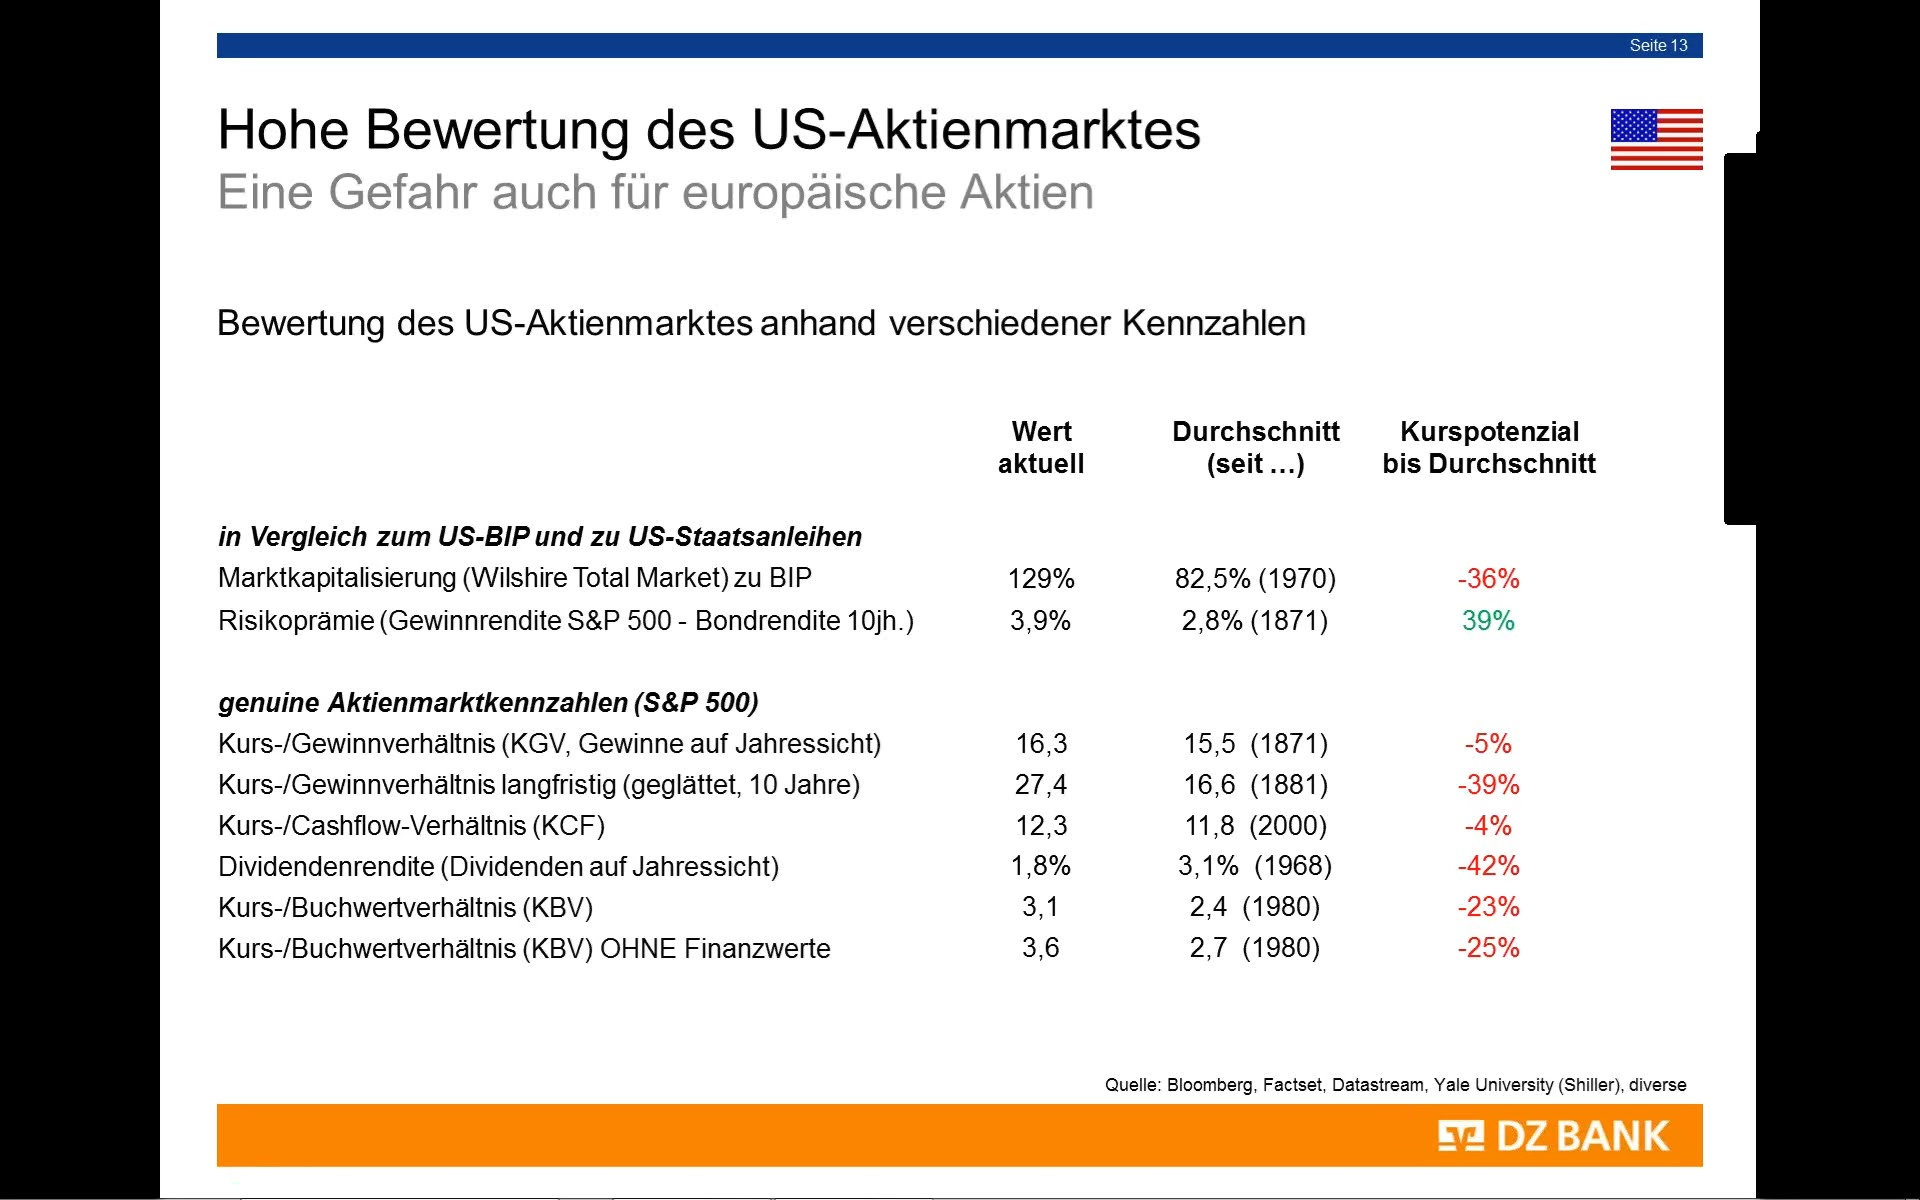 Seite 13
Hohe Bewertung des US-Aktienmarktes
Eine Gefahr auch für europäische Aktien
Bewertung des US-Aktienmarktes anhand verschiedener Kennzahlen
Wert aktuell Durchschnitt (seit …) Kurspotenzial bis Durchschnitt
in Vergleich zum US-BIP und zu US-Staatsanleihen
Marktkapitalisierung (Wilshire Total Market) zu BIP 129% 82,5% (1970) -36%
Risikoprämie (Gewinnrendite S&P 500 - Bondrendite 10jh.) 3,9% 2,8% (1871) 39%
genuine Aktienmarktkennzahlen (S&P 500)
Kurs-/Gewinnverhältnis (KGV, Gewinne auf Jahressicht) 16,3 15,5 (1871) -5%
Kurs-/Gewinnverhältnis langfristig (geglättet, 10 Jahre) 27,4 16,6 (1881) -39%
Kurs-/Cashflow-Verhältnis (KCF) 12,3 11,8 (2000) -4%
Dividendenrendite (Dividenden auf Jahressicht) 1,8% 3,1% (1968) -42%
Kurs-/Buchwertverhältnis (KBV) 3,1 2,4 (1980) -23%
Kurs-/Buchwertverhältnis (KBV) OHNE Finanzwerte 3,6 2,7 (1980) -25%
Quelle: Bloomberg, Factset, Datastream, Yale University (Shiller), diverse
DZ BANK